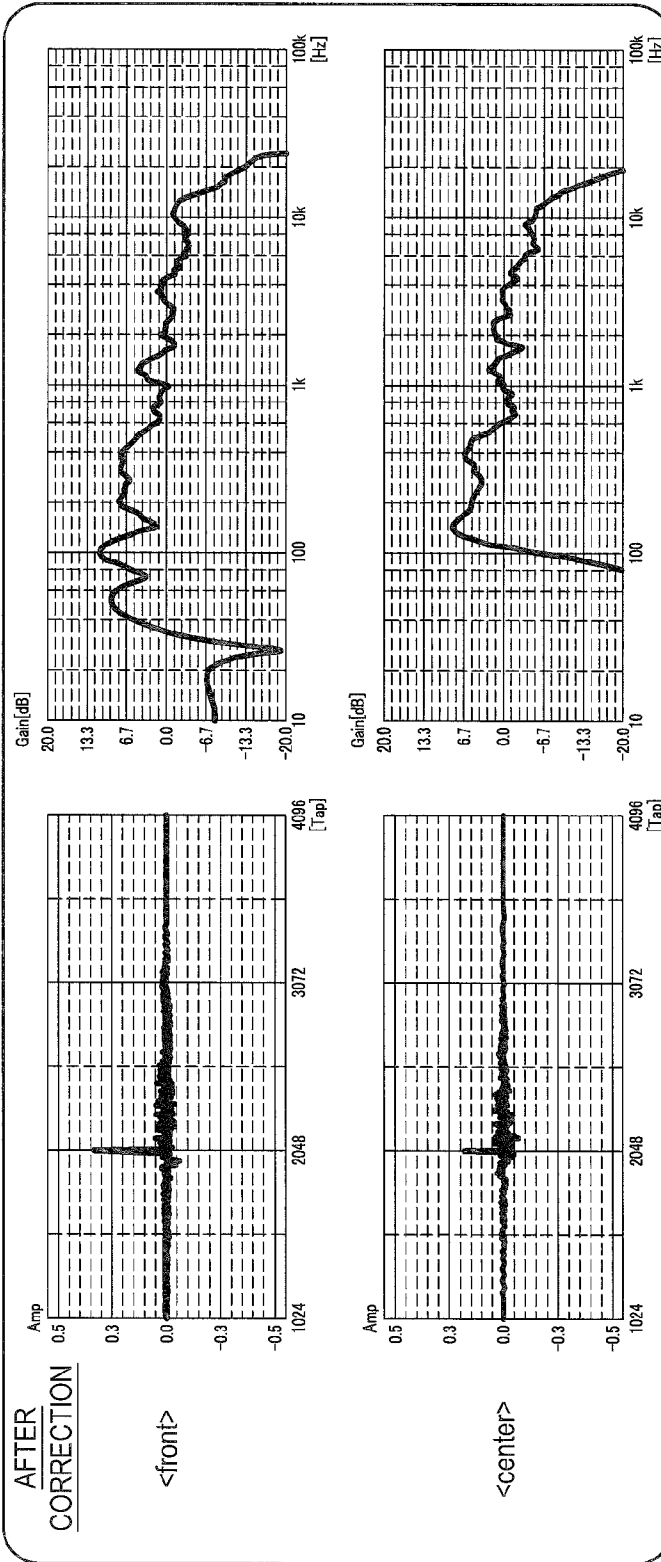 AFTER
CORRECTION
<front>
Amp
0.5
0.3
0.0
-0.3
-0.5
1024
2048
3072
4096
[Tap]
Gain[dB]
20.0
13.3
6.7
0.0
-6.7
-13.3
-20.0
10
100
1k
10k
100k
[Hz]
<center>
Amp
0.5
0.3
0.0
-0.3
-0.5
1024
2048
3072
4096
[Tap]
Gain[dB]
20.0
13.3
6.7
0.0
-6.7
-13.3
-20.0
10
100
1k
10k
100k
[Hz]